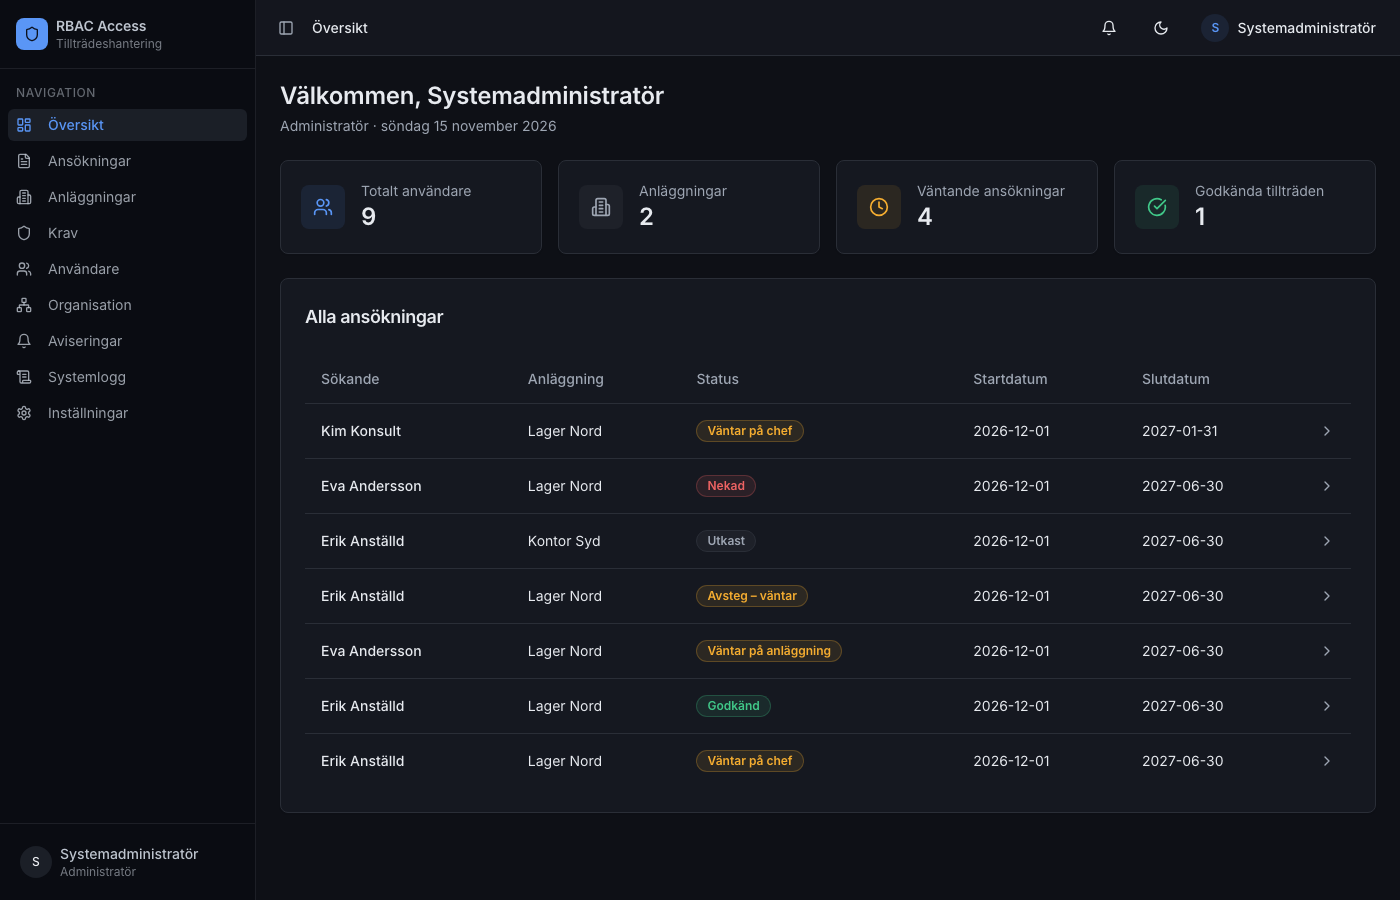 RBAC Access
Tillträdeshantering
NAVIGATION
Översikt
Ansökningar
Anläggningar
Krav
Användare
Organisation
Aviseringar
Systemlogg
Inställningar
S
Systemadministratör
Administratör
Översikt
S Systemadministratör
Välkommen, Systemadministratör
Administratör · söndag 15 november 2026
Totalt användare
9
Anläggningar
2
Väntande ansökningar
4
Godkända tillträden
1
Alla ansökningar
Sökande Anläggning Status Startdatum Slutdatum
Kim Konsult Lager Nord Väntar på chef 2026-12-01 2027-01-31
Eva Andersson Lager Nord Nekad 2026-12-01 2027-06-30
Erik Anställd Kontor Syd Utkast 2026-12-01 2027-06-30
Erik Anställd Lager Nord Avsteg – väntar 2026-12-01 2027-06-30
Eva Andersson Lager Nord Väntar på anläggning 2026-12-01 2027-06-30
Erik Anställd Lager Nord Godkänd 2026-12-01 2027-06-30
Erik Anställd Lager Nord Väntar på chef 2026-12-01 2027-06-30